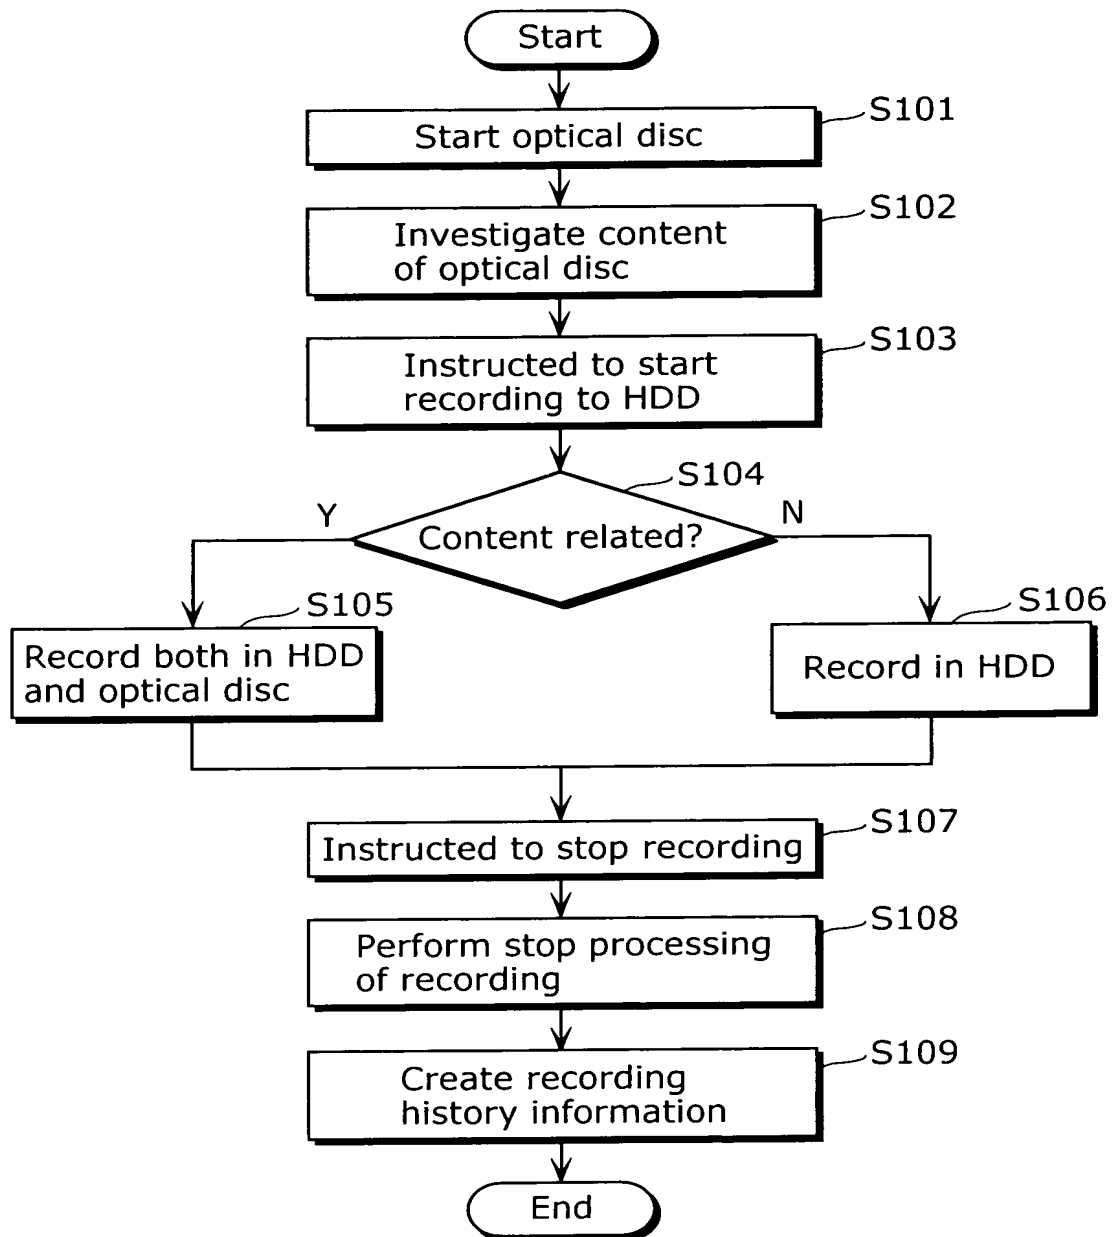 Start
S101
Start optical disc
S102
Investigate content
of optical disc
S103
Instructed to start
recording to HDD
S104
Y
N
Content related?
S105
S106
Record both in HDD
and optical disc
Record in HDD
S107
Instructed to stop recording
S108
Perform stop processing
of recording
S109
Create recording
history information
End